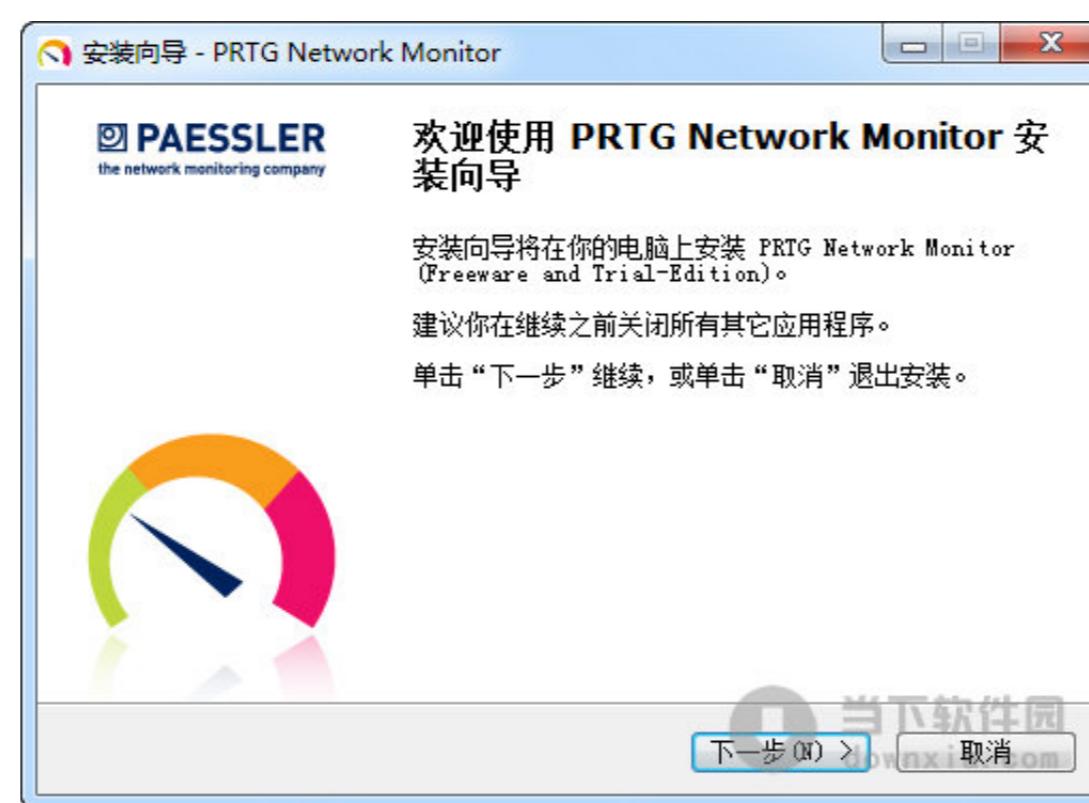 安装向导 - PRTG Network Monitor
PAESSLER
the network monitoring company
欢迎使用 PRTG Network Monitor 安
装向导
安装向导将在你的电脑上安装 PRTG Network Monitor
(Freeware and Trial-Edition)。
建议你在继续之前关闭所有其它应用程序。
单击“下一步”继续，或单击“取消”退出安装。
当下软件园
下一步(N) >
取消